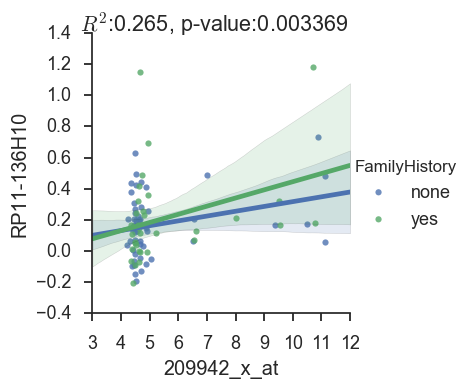 R²:0.265, p-value:0.003369
1.4
1.2
1.0
0.8
0.6
0.4
0.2
0.0
−0.2
−0.4
RP11-136H10
3 4 5 6 7 8 9 10 11 12
209942_x_at
FamilyHistory
none
yes